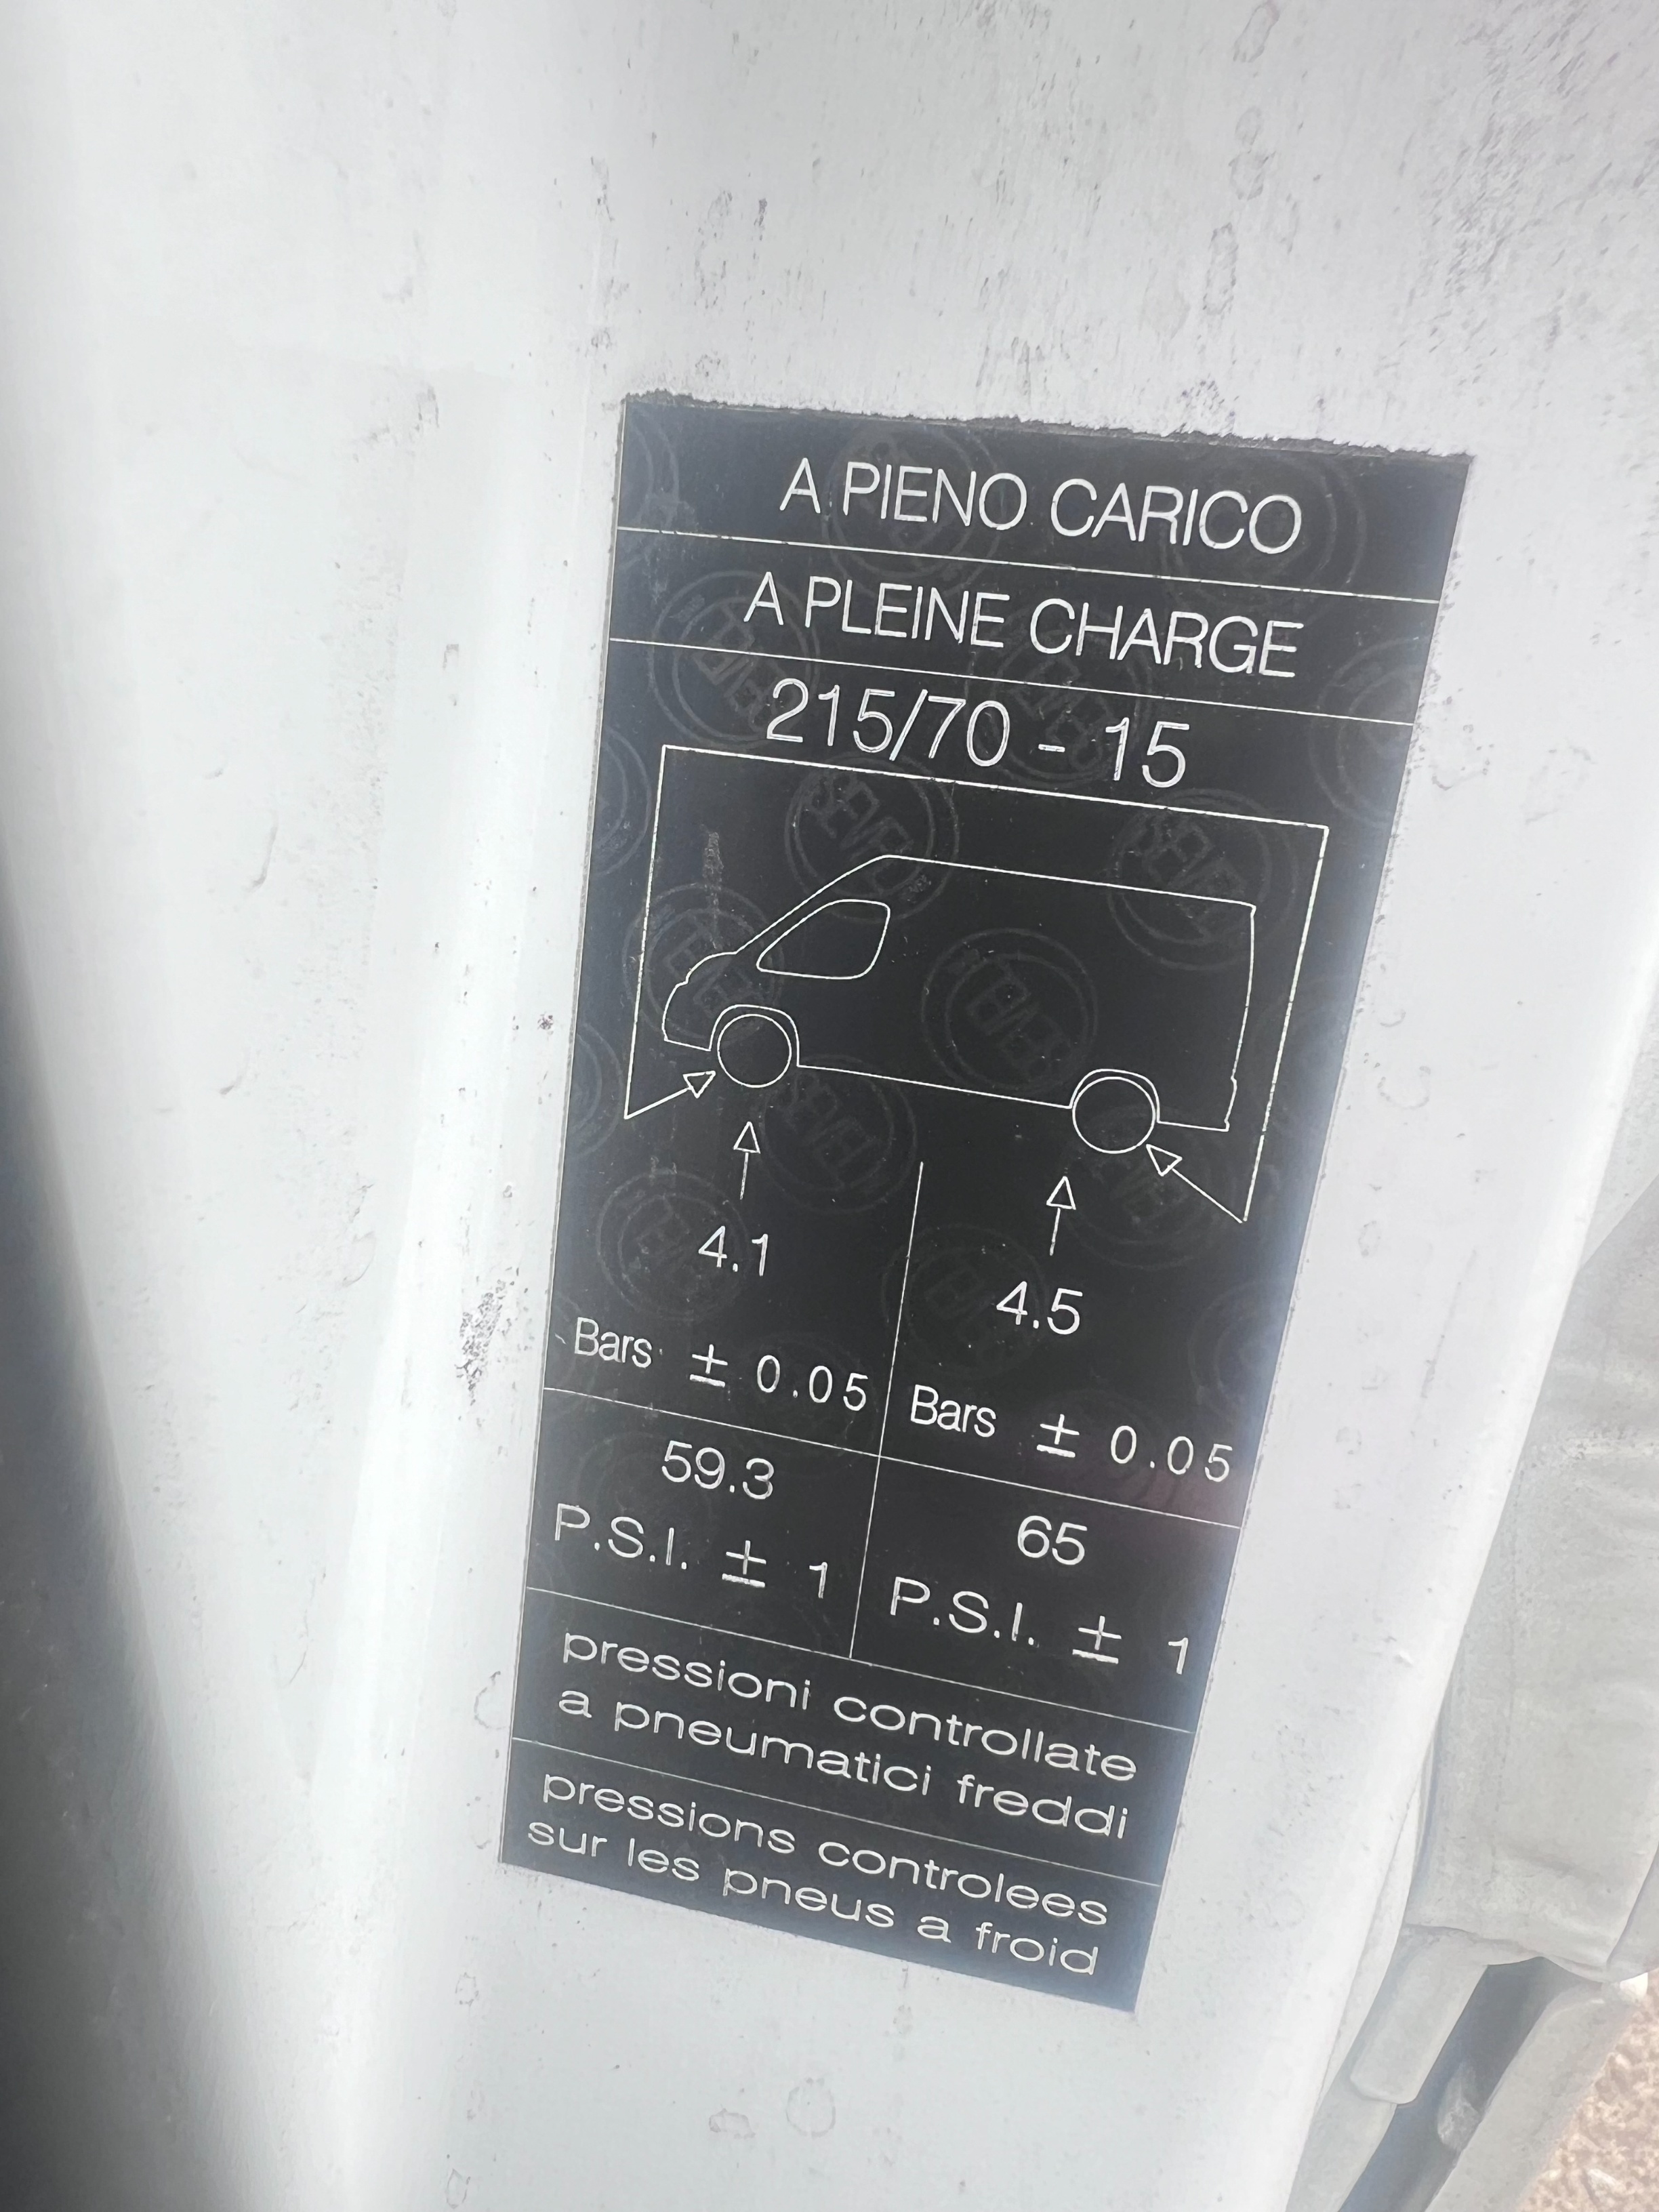 A PIENO CARICO
A PLEINE CHARGE
215/70 - 15
4.1
4.5
Bars ± 0.05
Bars ± 0.05
59.3
65
P.S.I. ± 1
P.S.I. ± 1
pressioni controllate
a pneumatici freddi
pressions controlees
sur les pneus a froid
SEVEL